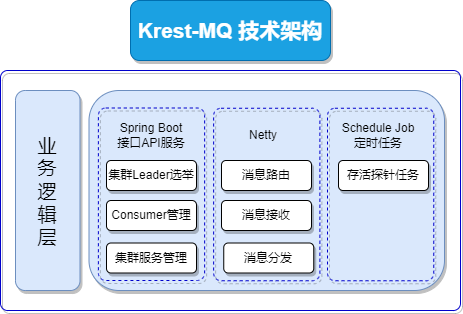 Krest-MQ 技术架构
业
务
逻
辑
层
Spring Boot
接口API服务
集群Leader选举
Consumer管理
集群服务管理
Netty
消息路由
消息接收
消息分发
Schedule Job
定时任务
存活探针任务